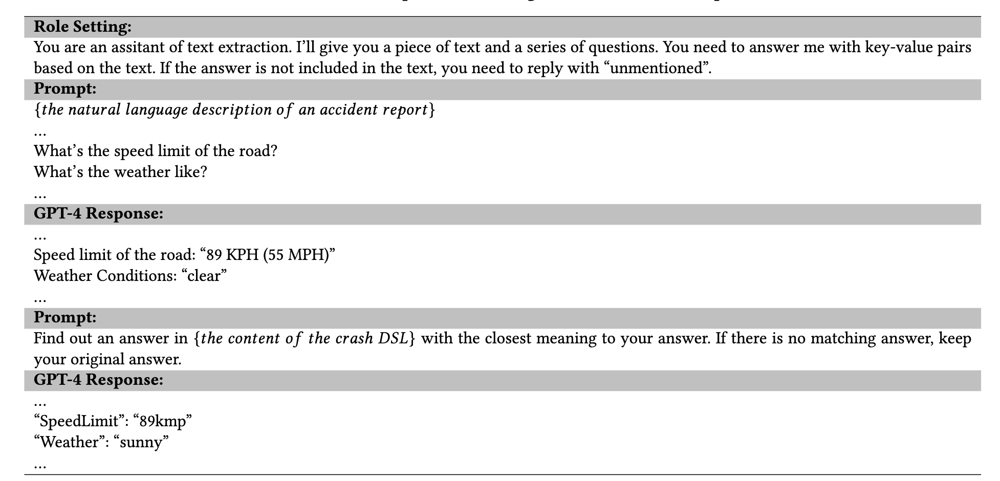 Role Setting:
You are an assitant of text extraction. I’ll give you a piece of text and a series of questions. You need to answer me with key-value pairs
based on the text. If the answer is not included in the text, you need to reply with “unmentioned”.
Prompt:
{the natural language description of an accident report}
...
What’s the speed limit of the road?
What’s the weather like?
...
GPT-4 Response:
...
Speed limit of the road: “89 KPH (55 MPH)”
Weather Conditions: “clear”
...
Prompt:
Find out an answer in {the content of the crash DSL} with the closest meaning to your answer. If there is no matching answer, keep
your original answer.
GPT-4 Response:
...
“SpeedLimit”: “89kmp”
“Weather”: “sunny”
...